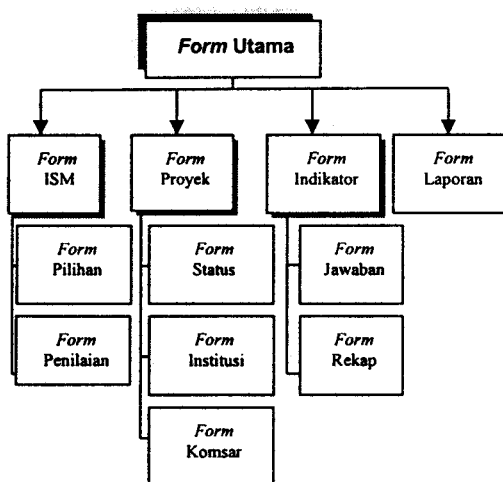 Form Utama
Form
ISM
Form
Proyek
Form
Indikator
Form
Laporan
Form
Pilihan
Form
Status
Form
Jawaban
Form
Penilaian
Form
Institusi
Form
Rekap
Form
Komsar